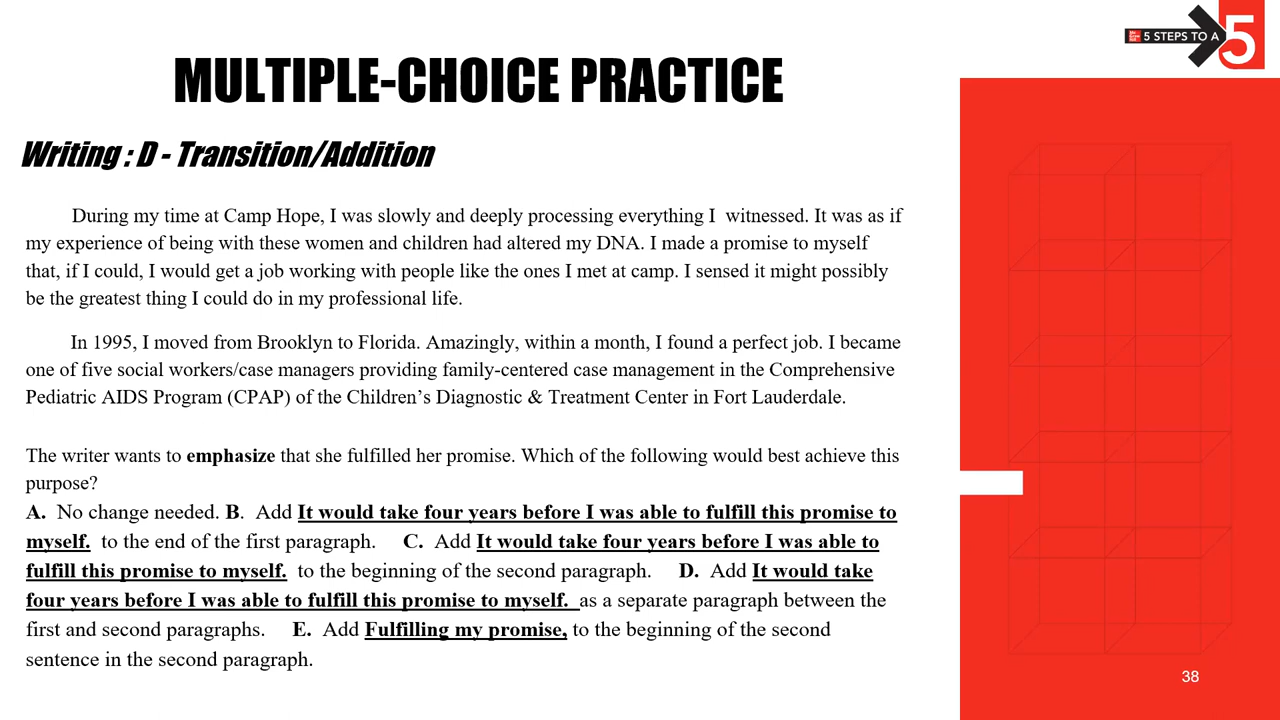 5 STEPS TO A 5
MULTIPLE-CHOICE PRACTICE
Writing : D - Transition/Addition
During my time at Camp Hope, I was slowly and deeply processing everything I witnessed. It was as if
my experience of being with these women and children had altered my DNA. I made a promise to myself
that, if I could, I would get a job working with people like the ones I met at camp. I sensed it might possibly
be the greatest thing I could do in my professional life.
In 1995, I moved from Brooklyn to Florida. Amazingly, within a month, I found a perfect job. I became
one of five social workers/case managers providing family-centered case management in the Comprehensive
Pediatric AIDS Program (CPAP) of the Children’s Diagnostic & Treatment Center in Fort Lauderdale.
The writer wants to emphasize that she fulfilled her promise. Which of the following would best achieve this
purpose?
A. No change needed. B. Add It would take four years before I was able to fulfill this promise to
myself. to the end of the first paragraph. C. Add It would take four years before I was able to
fulfill this promise to myself. to the beginning of the second paragraph. D. Add It would take
four years before I was able to fulfill this promise to myself. as a separate paragraph between the
first and second paragraphs. E. Add Fulfilling my promise, to the beginning of the second
sentence in the second paragraph.
38